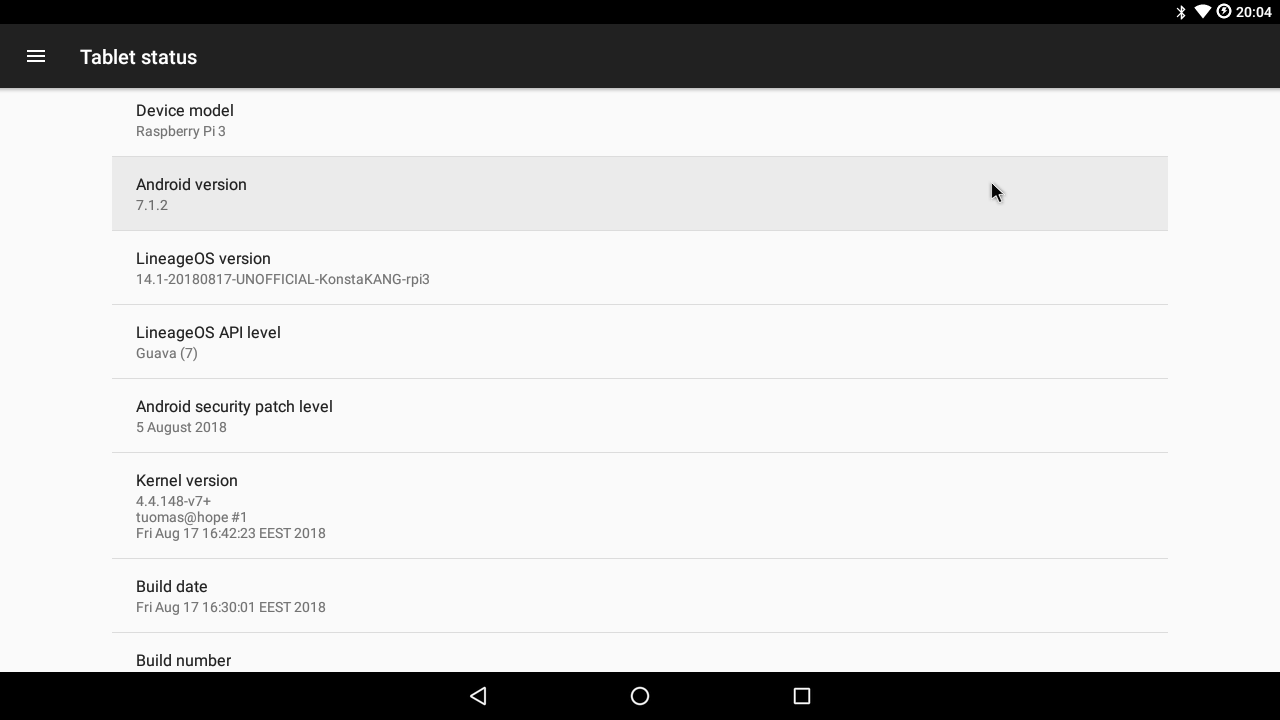 20:04
Tablet status
Device model
Raspberry Pi 3
Android version
7.1.2
LineageOS version
14.1-20180817-UNOFFICIAL-KonstaKANG-rpi3
LineageOS API level
Guava (7)
Android security patch level
5 August 2018
Kernel version
4.4.148-v7+
tuomas@hope #1
Fri Aug 17 16:42:23 EEST 2018
Build date
Fri Aug 17 16:30:01 EEST 2018
Build number